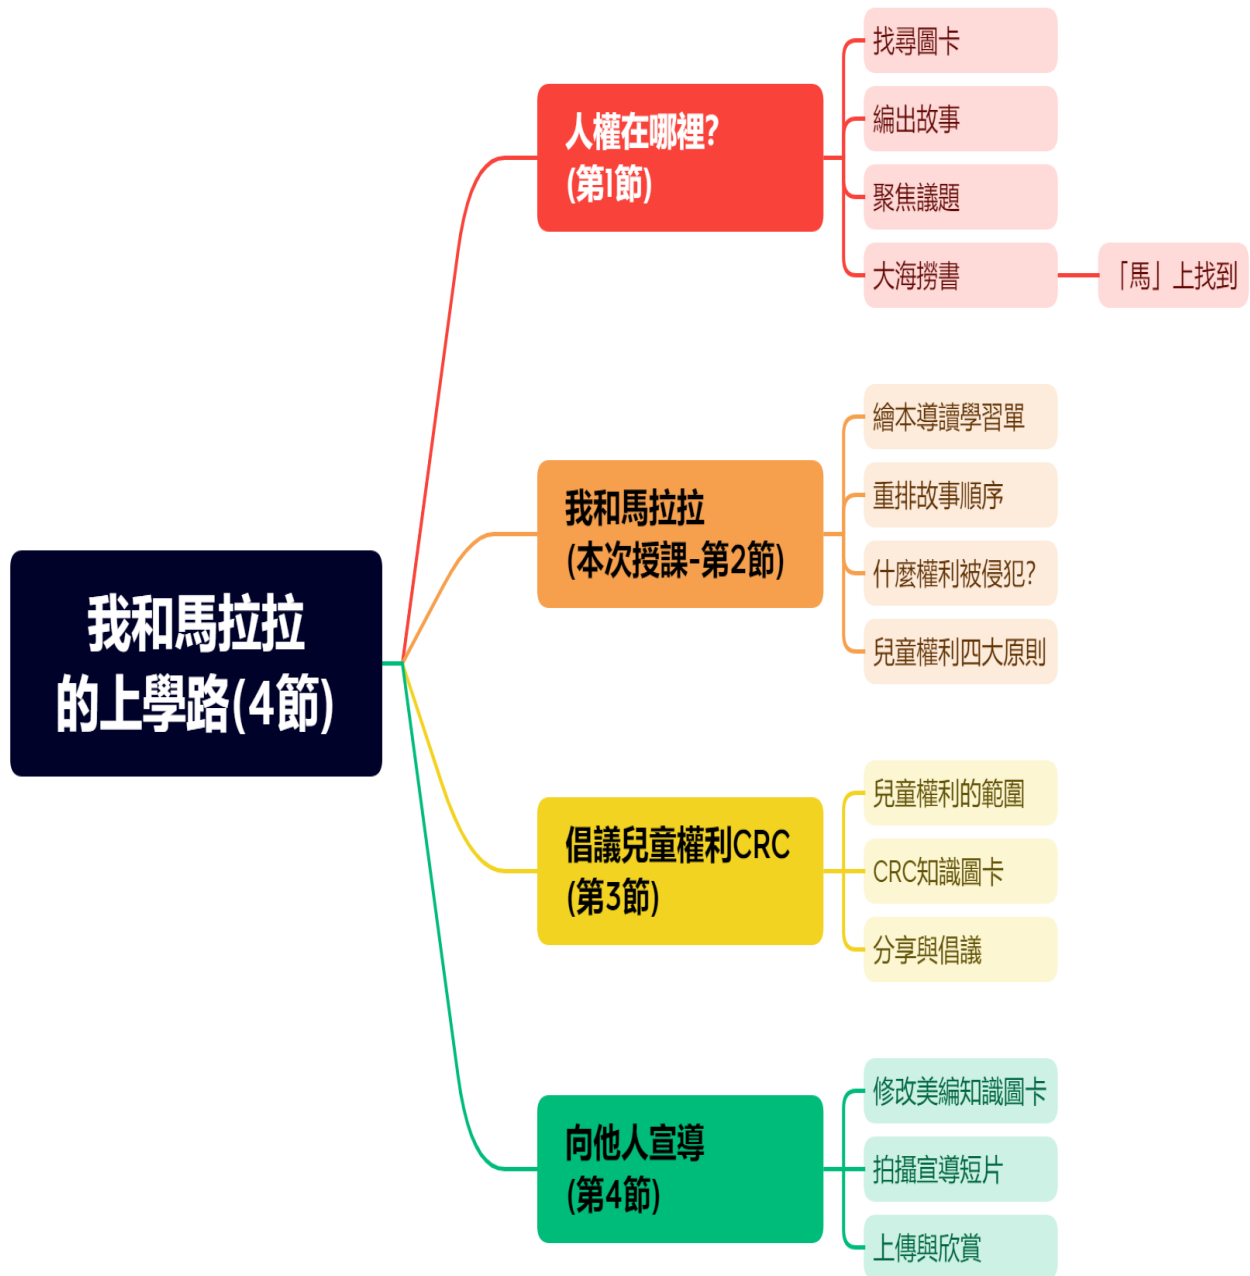 我和馬拉拉
的上學路(4節)
人權在哪裡?
(第1節)
找尋圖卡
編出故事
聚焦議題
大海撈書
「馬」上找到
我和馬拉拉
(本次授課-第2節)
繪本導讀學習單
重排故事順序
什麼權利被侵犯?
兒童權利四大原則
倡議兒童權利CRC
(第3節)
兒童權利的範圍
CRC知識圖卡
分享與倡議
向他人宣導
(第4節)
修改美編知識圖卡
拍攝宣導短片
上傳與欣賞